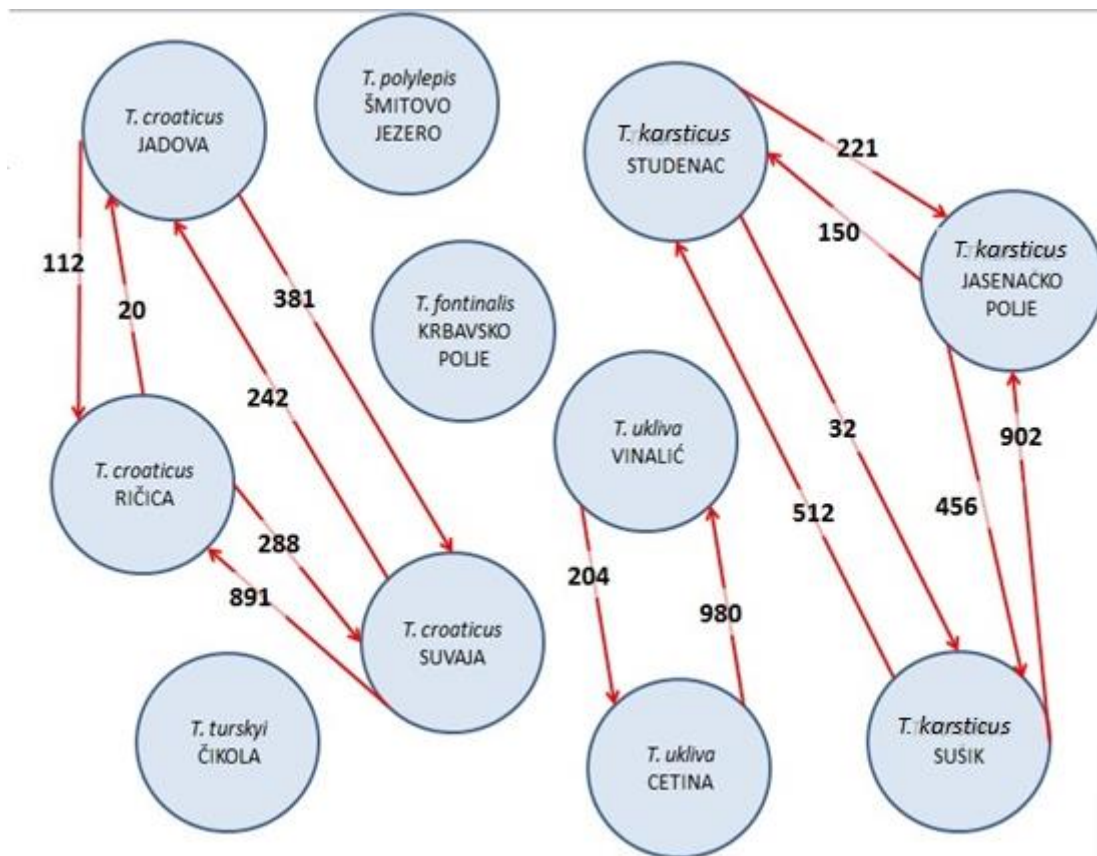 T. croaticus
JADOVA
T. polylepis
ŠMITOVO
JEZERO
T. karsticus
STUDENAC
221
150
T. karsticus
JASENAČKO
POLJE
112
20
381
T. fontinalis
KRBAVSKO
POLJE
242
T. ukliva
VINALIĆ
32
902
T. croaticus
RIČICA
288
891
512
456
204
980
T. croaticus
SUVAJA
T. turskyi
ČIKOLA
T. ukliva
CETINA
T. karsticus
SUŠIK